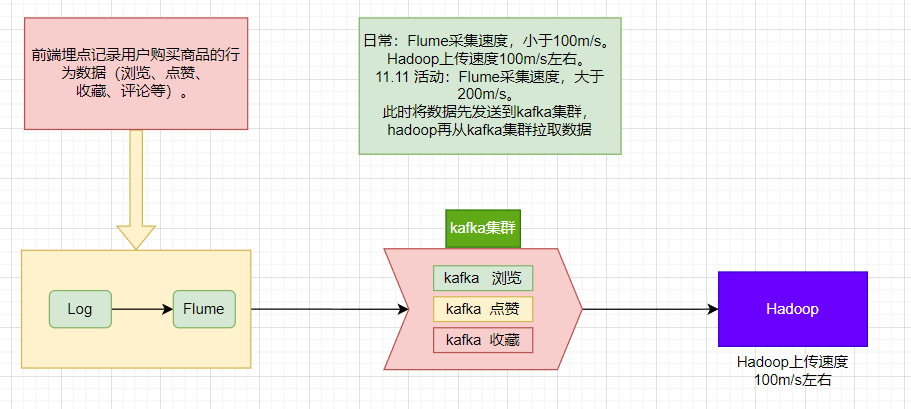 前端埋点记录用户购买商品的行
为数据（浏览、点赞、
收藏、评论等）。
日常：Flume采集速度，小于100m/s。
Hadoop上传速度100m/s左右。
11.11 活动：Flume采集速度，大于
200m/s。
此时将数据先发送到kafka集群，
hadoop再从kafka集群拉取数据
kafka集群
Log
Flume
kafka 浏览
kafka 点赞
kafka 收藏
Hadoop
Hadoop上传速度
100m/s左右